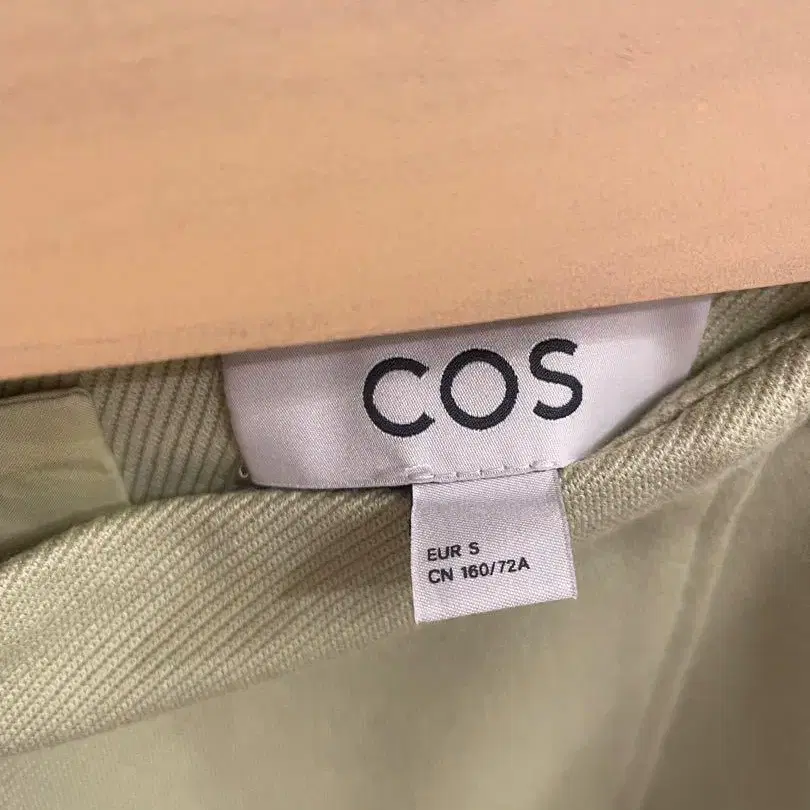 COS
EUR S
CN 160/72A